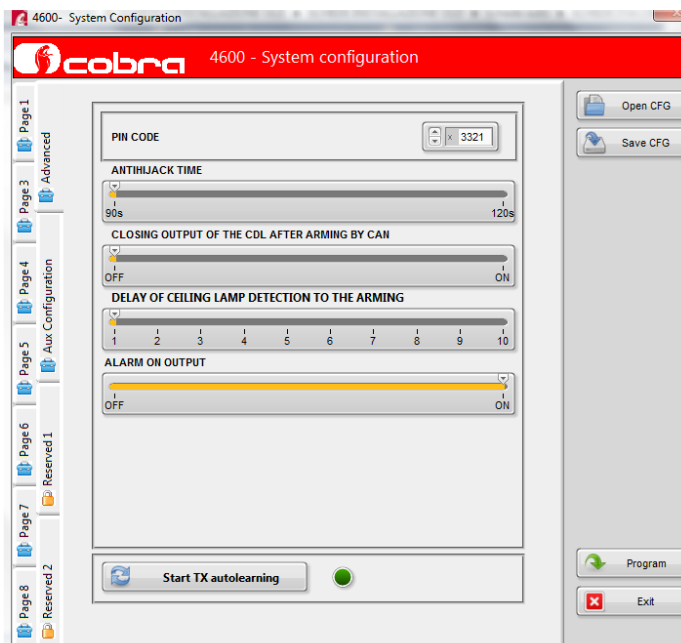 4600- System Configuration
cobra
4600 - System configuration
Page 1
Page 3
Page 4
Page 5
Page 6
Page 7
Page 8
Advanced
Aux Configuration
Reserved 1
Reserved 2
PIN CODE
x 3321
ANTIHIJACK TIME
90s 120s
CLOSING OUTPUT OF THE CDL AFTER ARMING BY CAN
OFF ON
DELAY OF CEILING LAMP DETECTION TO THE ARMING
1 2 3 4 5 6 7 8 9 10
ALARM ON OUTPUT
OFF ON
Start TX autolearning
Open CFG
Save CFG
Program
Exit